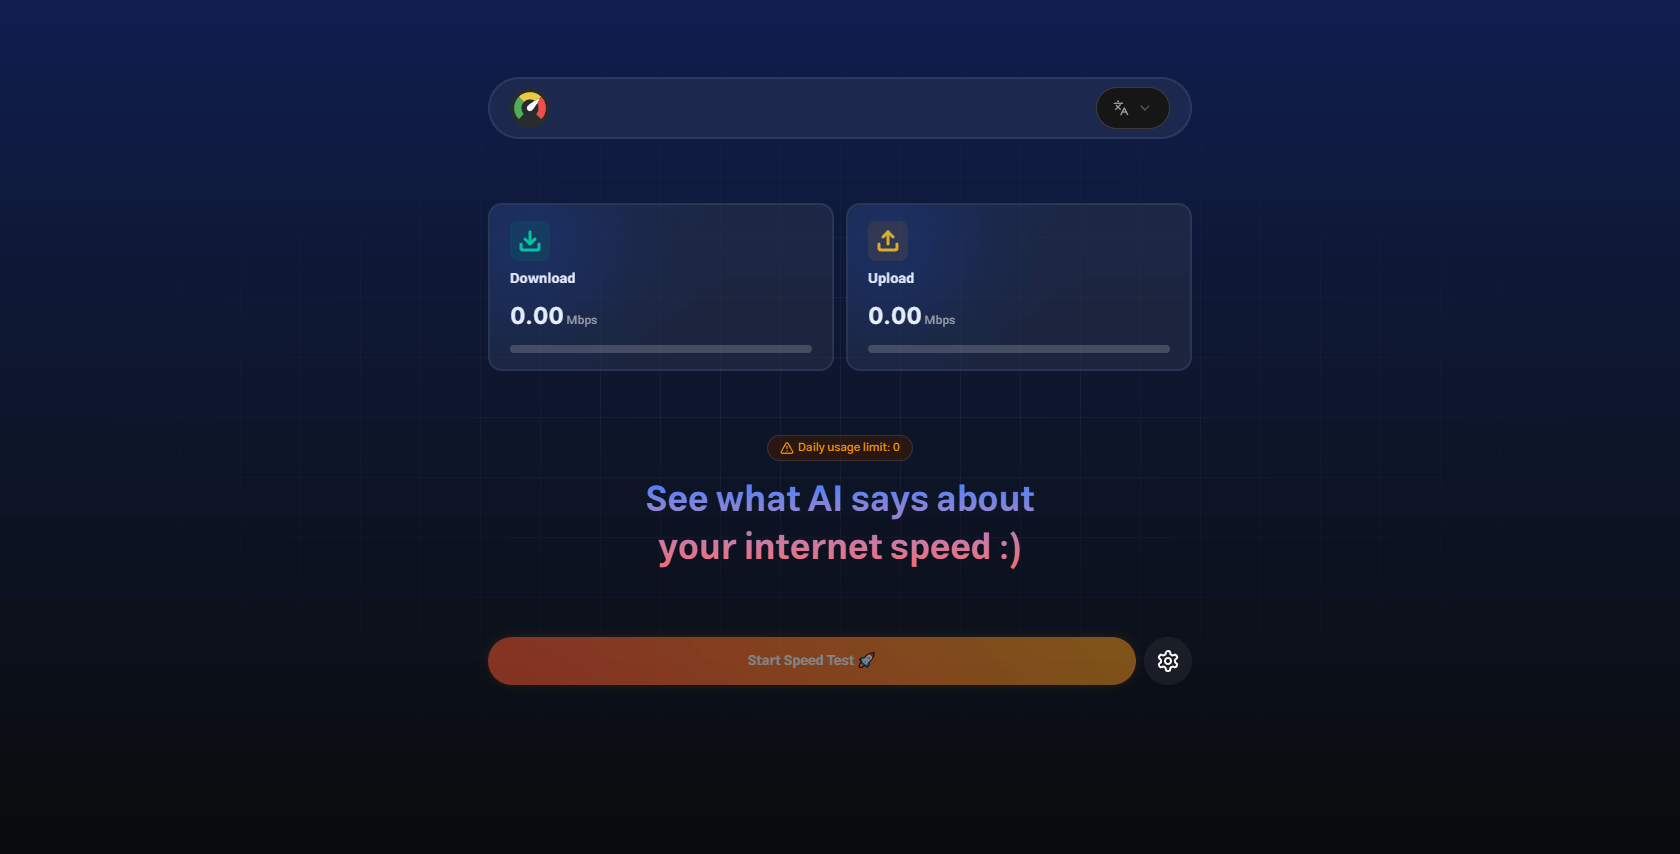 Download
0.00 Mbps
Upload
0.00 Mbps
Daily usage limit: 0
See what AI says about
your internet speed :)
Start Speed Test 🚀